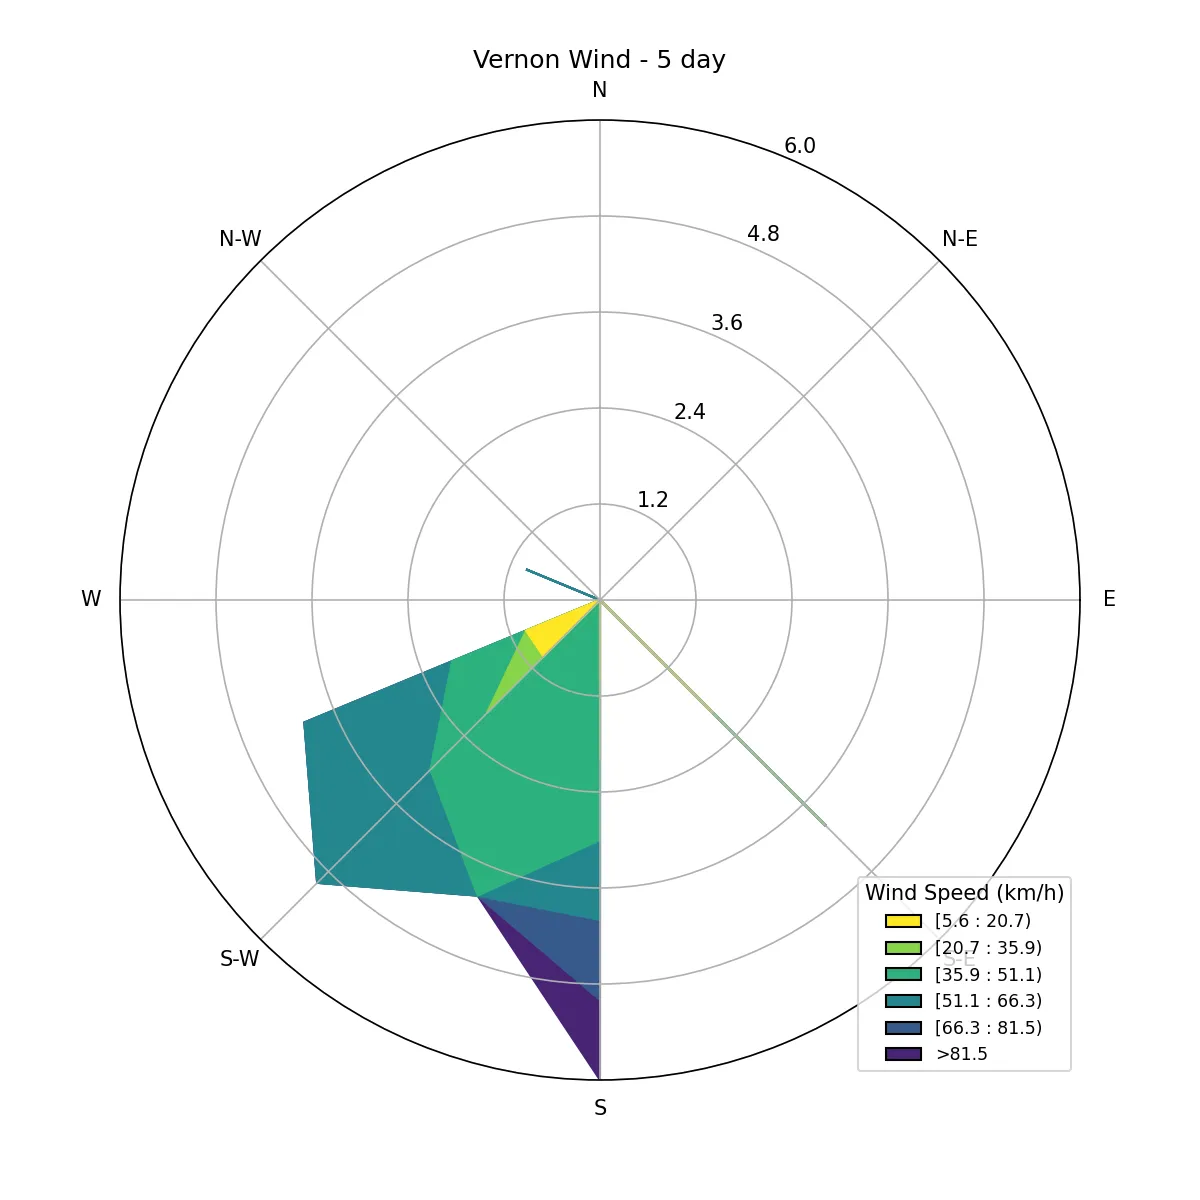 Vernon Wind - 5 day
N
6.0
N-W
N-E
4.8
3.6
2.4
1.2
W
E
S-W
S-E
S
Wind Speed (km/h)
[5.6 : 20.7)
[20.7 : 35.9)
[35.9 : 51.1)
[51.1 : 66.3)
[66.3 : 81.5)
>81.5